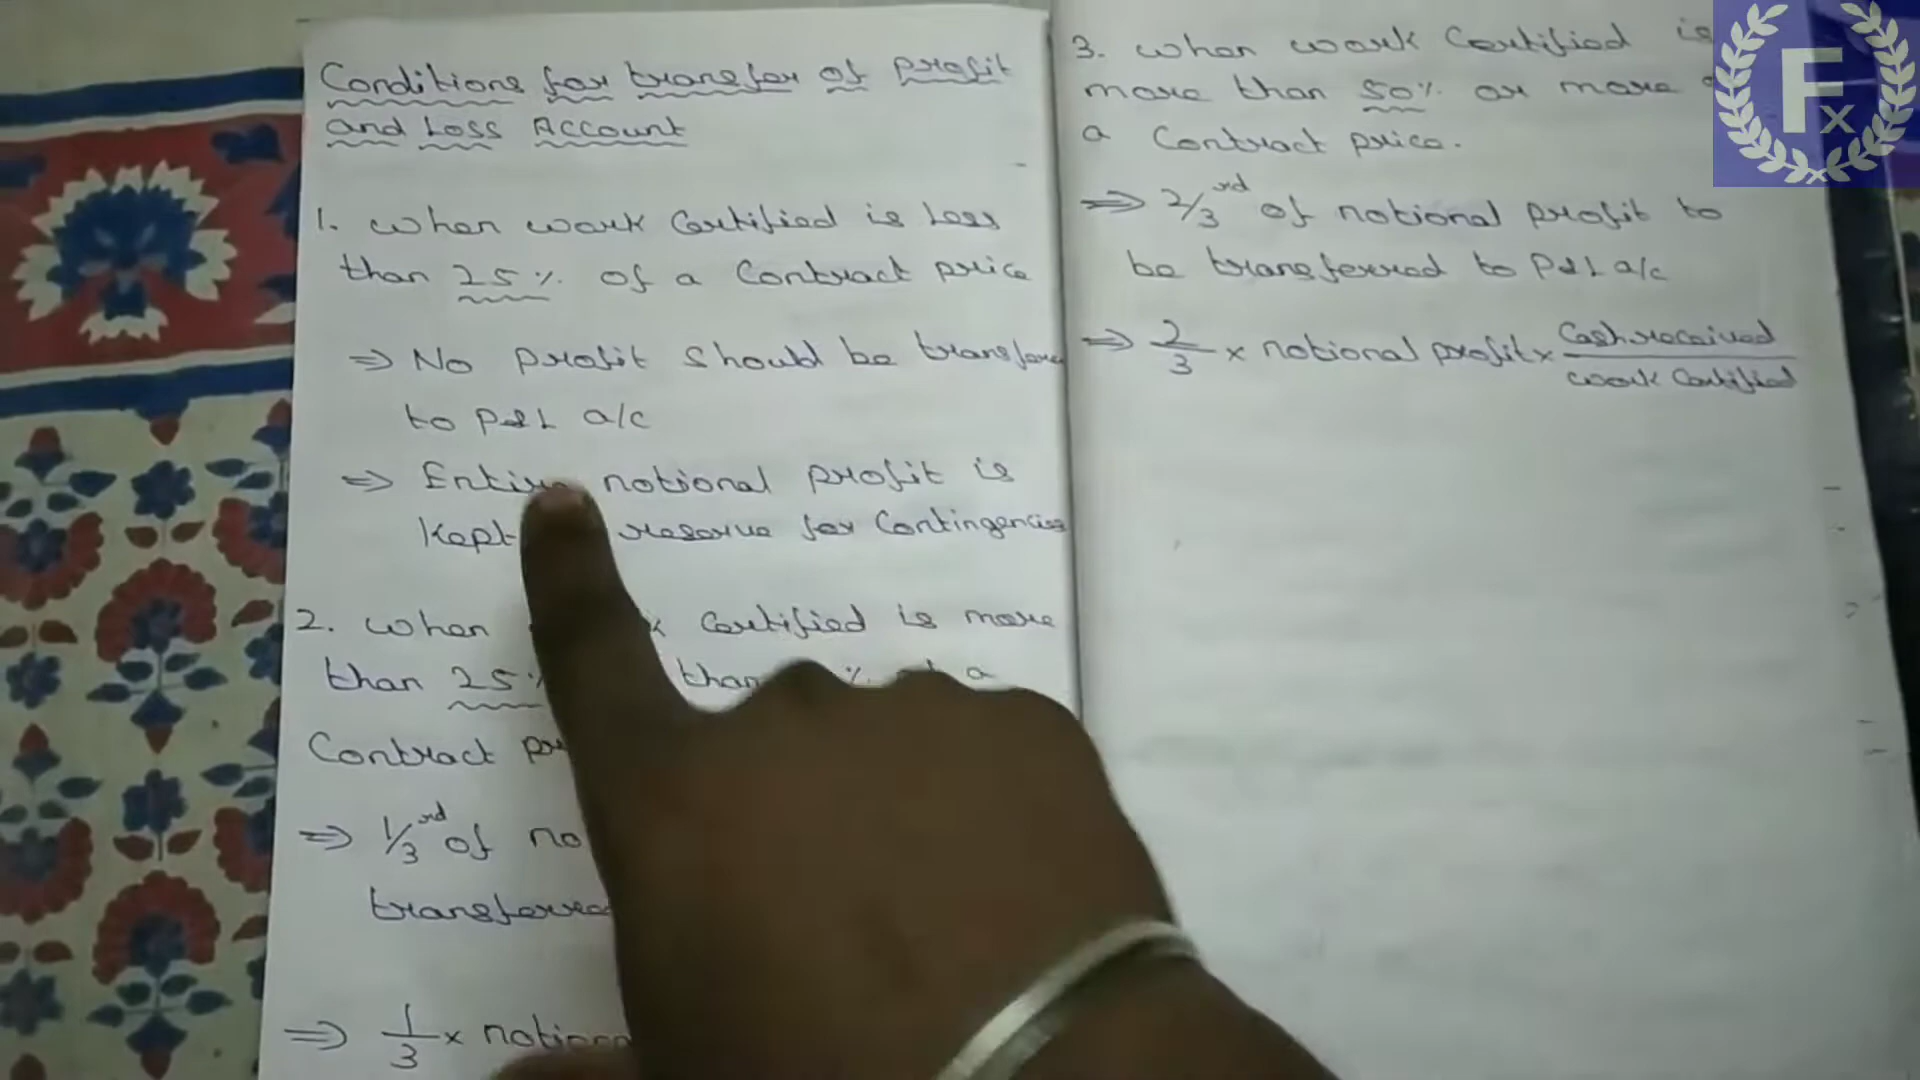 Conditions for transfer of profit
and Loss Account
1. When work Certified is Less
than 25% of a Contract price
⇒ No profit should be transfere
to P&L a/c
⇒ Entire notional profit is
Kept reserve for Contingencies
2. When Certified is more
than 25% than % a
Contract
⇒ 1/3rd of
transferred
⇒ 1/3 x notional
3. When work Certified is
more than 50% or more
a Contract price.
⇒ 2/3rd of notional profit to
be transferred to P&L a/c
⇒ 2/3 x notional profit x Cash received / work Certified
Fx